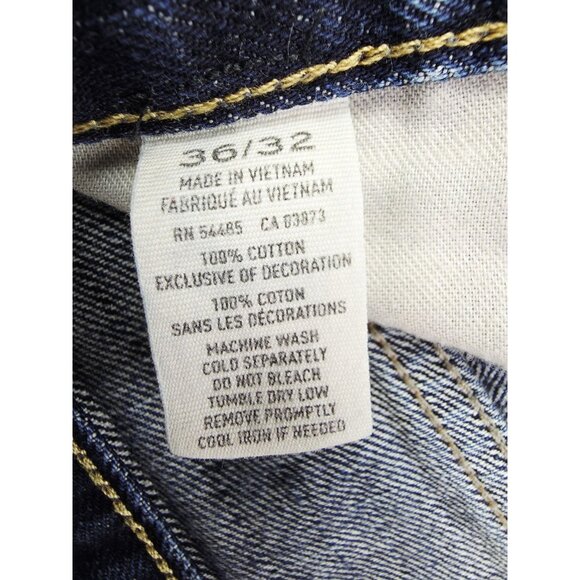 36/32
MADE IN VIETNAM
FABRIQUÉ AU VIETNAM
RN 54485 CA 03873
100% COTTON
EXCLUSIVE OF DECORATION
100% COTON
SANS LES DÉCORATIONS
MACHINE WASH
COLD SEPARATELY
DO NOT BLEACH
TUMBLE DRY LOW
REMOVE PROMPTLY
COOL IRON IF NEEDED